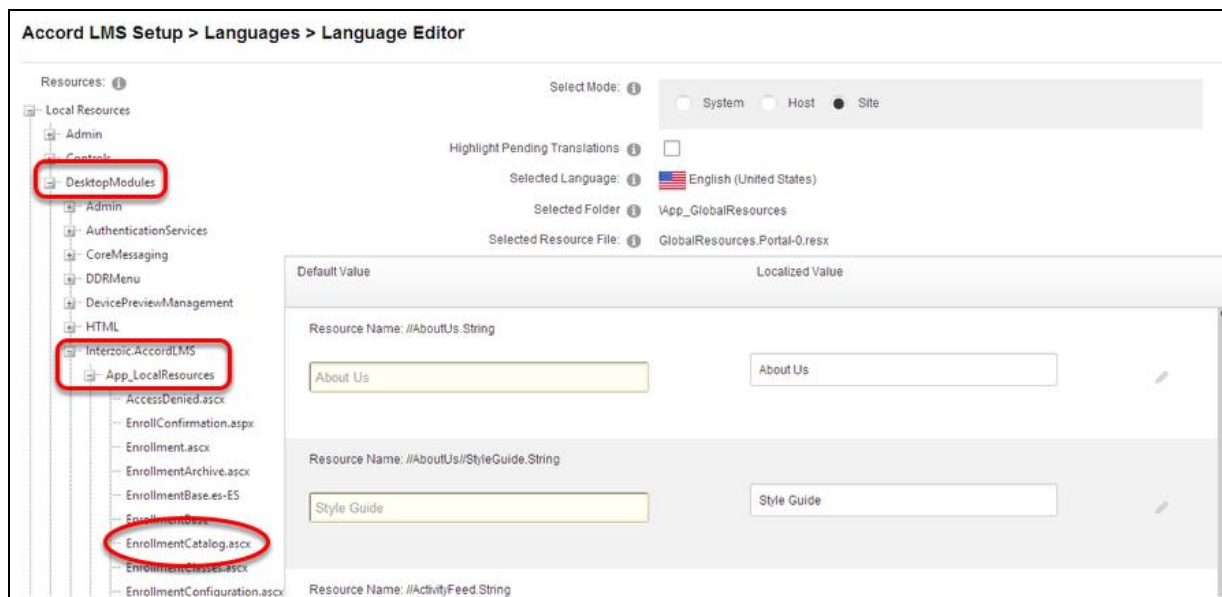 Accord LMS Setup > Languages > Language Editor
Resources:
Local Resources
Admin
Controls
DesktopModules
Admin
AuthenticationServices
CoreMessaging
DDRMenu
DevicePreviewManagement
HTML
Interzoic.AccordLMS
App_LocalResources
AccessDenied.ascx
EnrollConfirmation.aspx
Enrollment.ascx
EnrollmentArchive.ascx
EnrollmentBase.es-ES
EnrollmentBase
EnrollmentCatalog.ascx
EnrollmentClasses.ascx
EnrollmentConfiguration.ascx
Select Mode:
System Host Site
Highlight Pending Translations
Selected Language: English (United States)
Selected Folder \App_GlobalResources
Selected Resource File: GlobalResources.Portal-0.resx
Default Value Localized Value
Resource Name: //AboutUs.String
About Us About Us
Resource Name: //AboutUs//StyleGuide.String
Style Guide Style Guide
Resource Name: //ActivityFeed.String